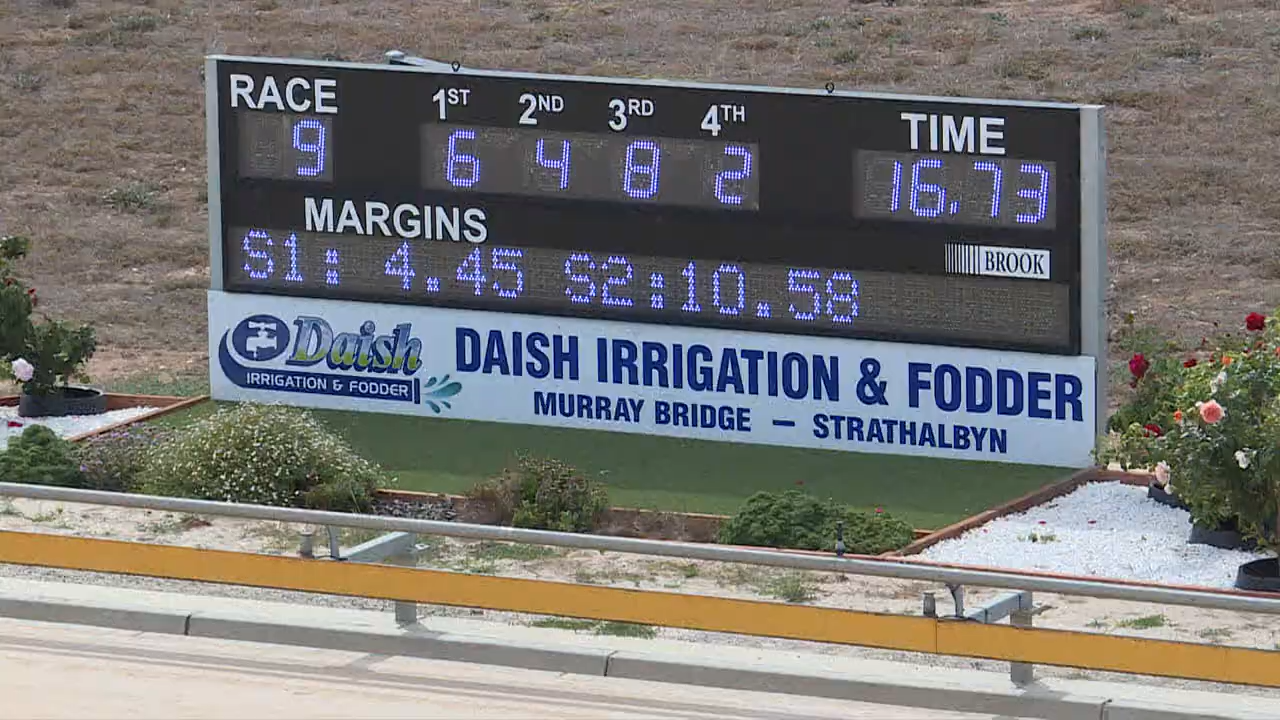 RACE 1ST 2ND 3RD 4TH TIME
9 6 4 8 2 16.73
MARGINS
BROOK
S1: 4.45 S2:10.58
Daish
IRRIGATION & FODDER
DAISH IRRIGATION & FODDER
MURRAY BRIDGE – STRATHALBYN